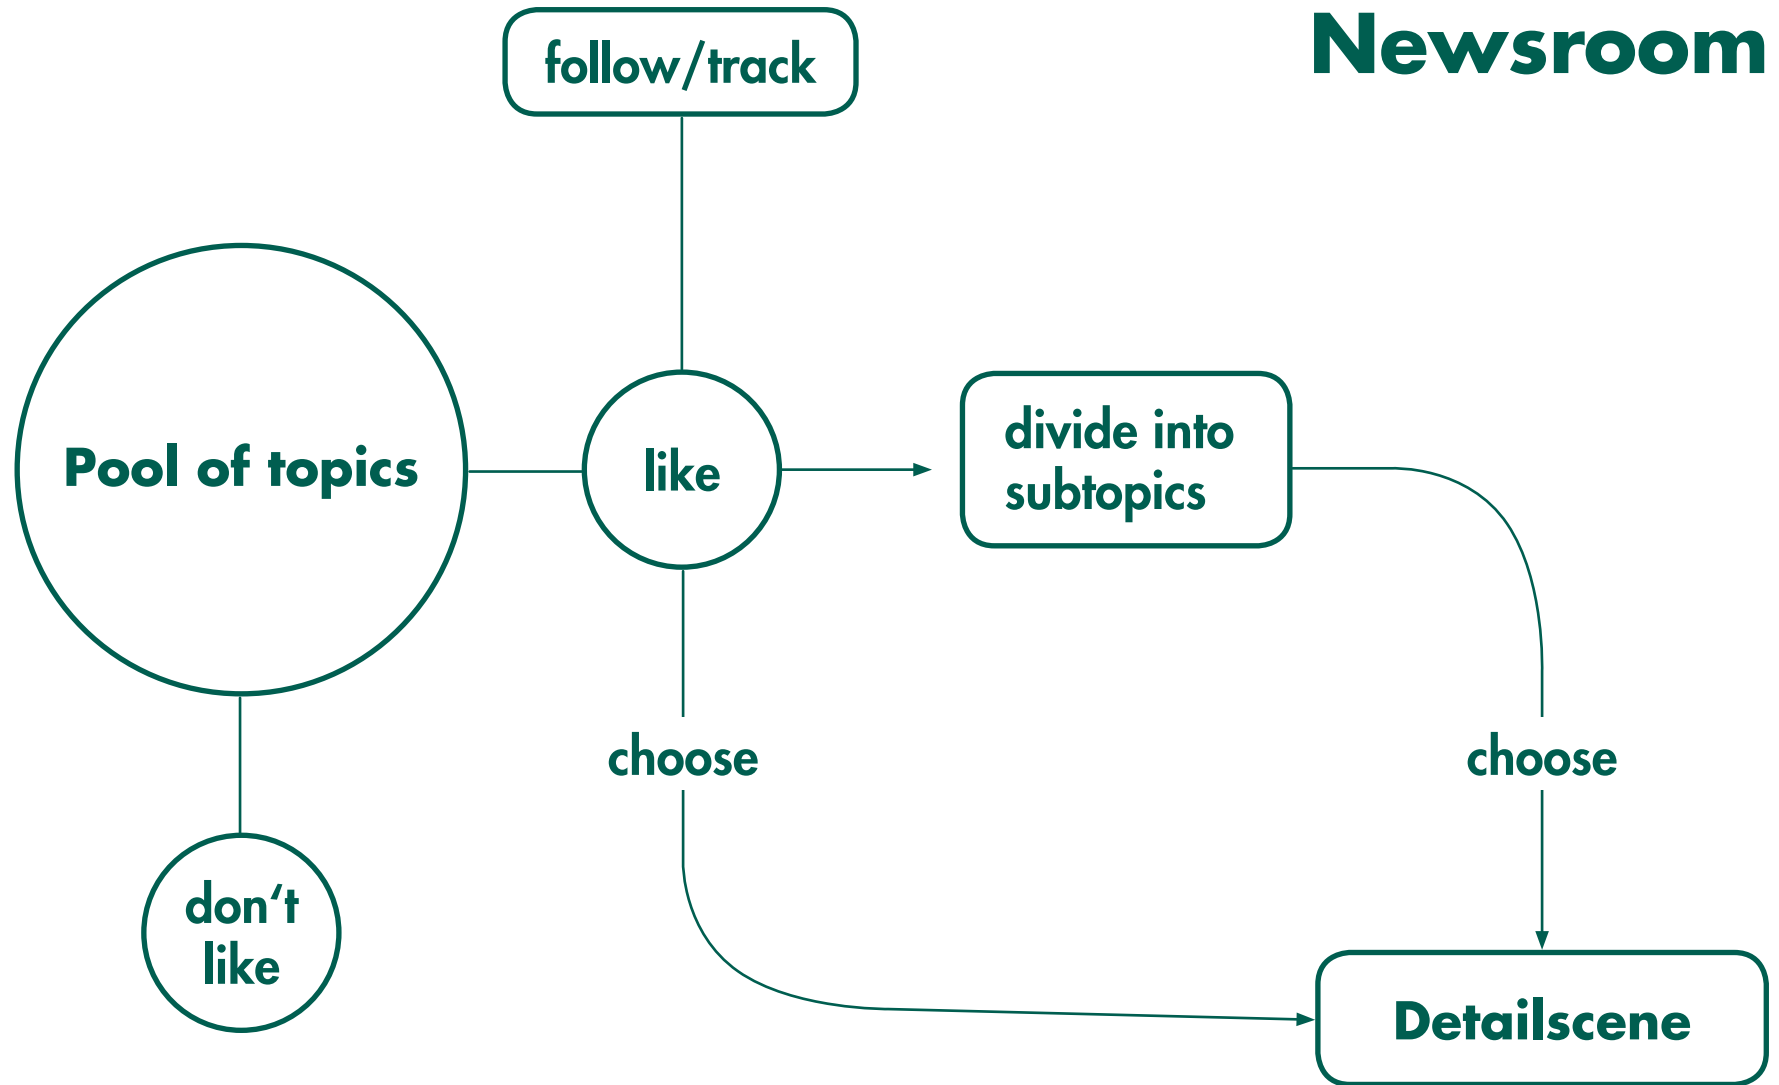 Newsroom
follow/track
Pool of topics
like
divide into
subtopics
choose
choose
don‘t
like
Detailscene